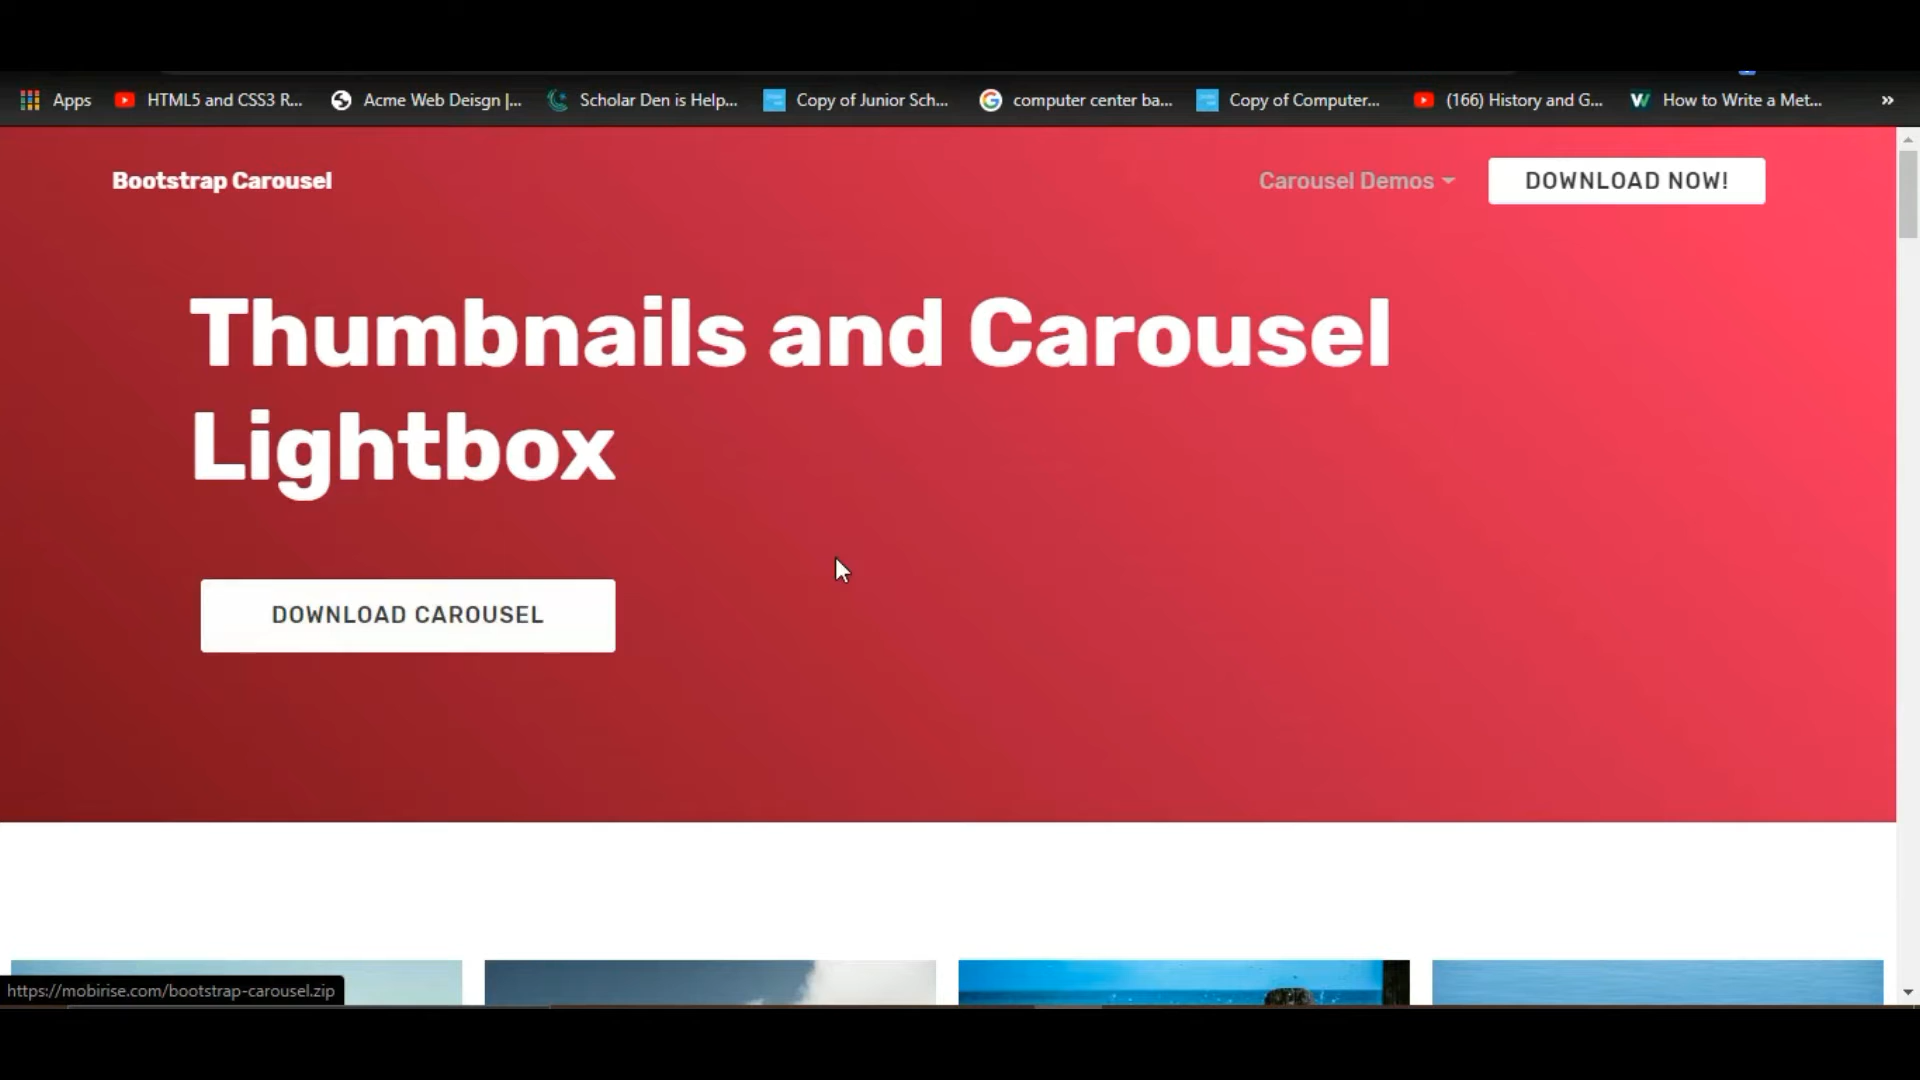 Apps HTML5 and CSS3 R... Acme Web Deisgn |... Scholar Den is Help... Copy of Junior Sch... computer center ba... Copy of Computer... (166) History and G... How to Write a Met... »
Bootstrap Carousel Carousel Demos DOWNLOAD NOW!
Thumbnails and Carousel
Lightbox
DOWNLOAD CAROUSEL
https://mobirise.com/bootstrap-carousel.zip